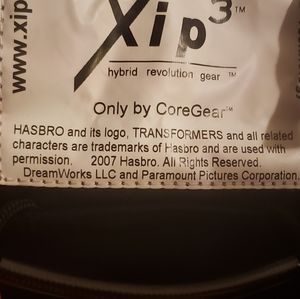 www.xip
Xip3™
hybrid revolution gear ™
Only by CoreGear™
HASBRO and its logo, TRANSFORMERS and all related
characters are trademarks of Hasbro and are used with
permission. 2007 Hasbro. All Rights Reserved.
DreamWorks LLC and Paramount Pictures Corporation.